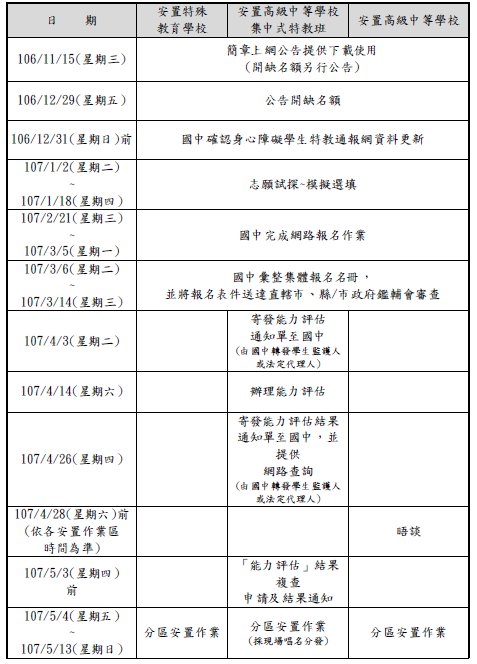 日　期
安置特殊
教育學校
安置高級中等學校
集中式特教班
安置高級中等學校
106/11/15(星期三)
簡章上網公告提供下載使用
（開缺名額另行公告）
106/12/29(星期五)
公告開缺名額
106/12/31(星期日)前
國中確認身心障礙學生特教通報網資料更新
107/1/2(星期二)
~
107/1/18(星期四)
志願試探~模擬選填
107/2/21(星期三)
~
107/3/5(星期一)
國中完成網路報名作業
107/3/6(星期二)
~
107/3/14(星期三)
國中彙整集體報名名冊，
並將報名表件送達直轄市、縣/市政府鑑輔會審查
107/4/3(星期二)
寄發能力評估
通知單至國中
(由國中轉發學生監護人
或法定代理人)
107/4/14(星期六)
辦理能力評估
107/4/26(星期四)
寄發能力評估結果
通知單至國中，並
提供
網路查詢
(由國中轉發學生監護人
或法定代理人)
107/4/28(星期六)前
(依各安置作業區
時間為準)
晤談
107/5/3(星期四)
前
「能力評估」結果
複查
申請及結果通知
107/5/4(星期五)
~
107/5/13(星期日)
分區安置作業
分區安置作業
(採現場唱名分發)
分區安置作業